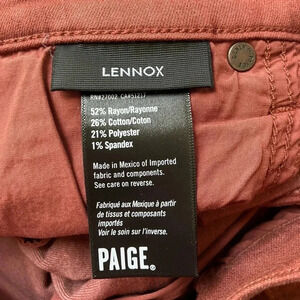 LENNOX
RN#27002 CA#51217
52% Rayon/Rayonne
26% Cotton/Coton
21% Polyester
1% Spandex
Made in Mexico of Imported
fabric and components.
See care on reverse.
Fabriqué aux Mexique à partir
de tissus et composants
importés
Voir le soin sur l'inverse.
PAIGE®